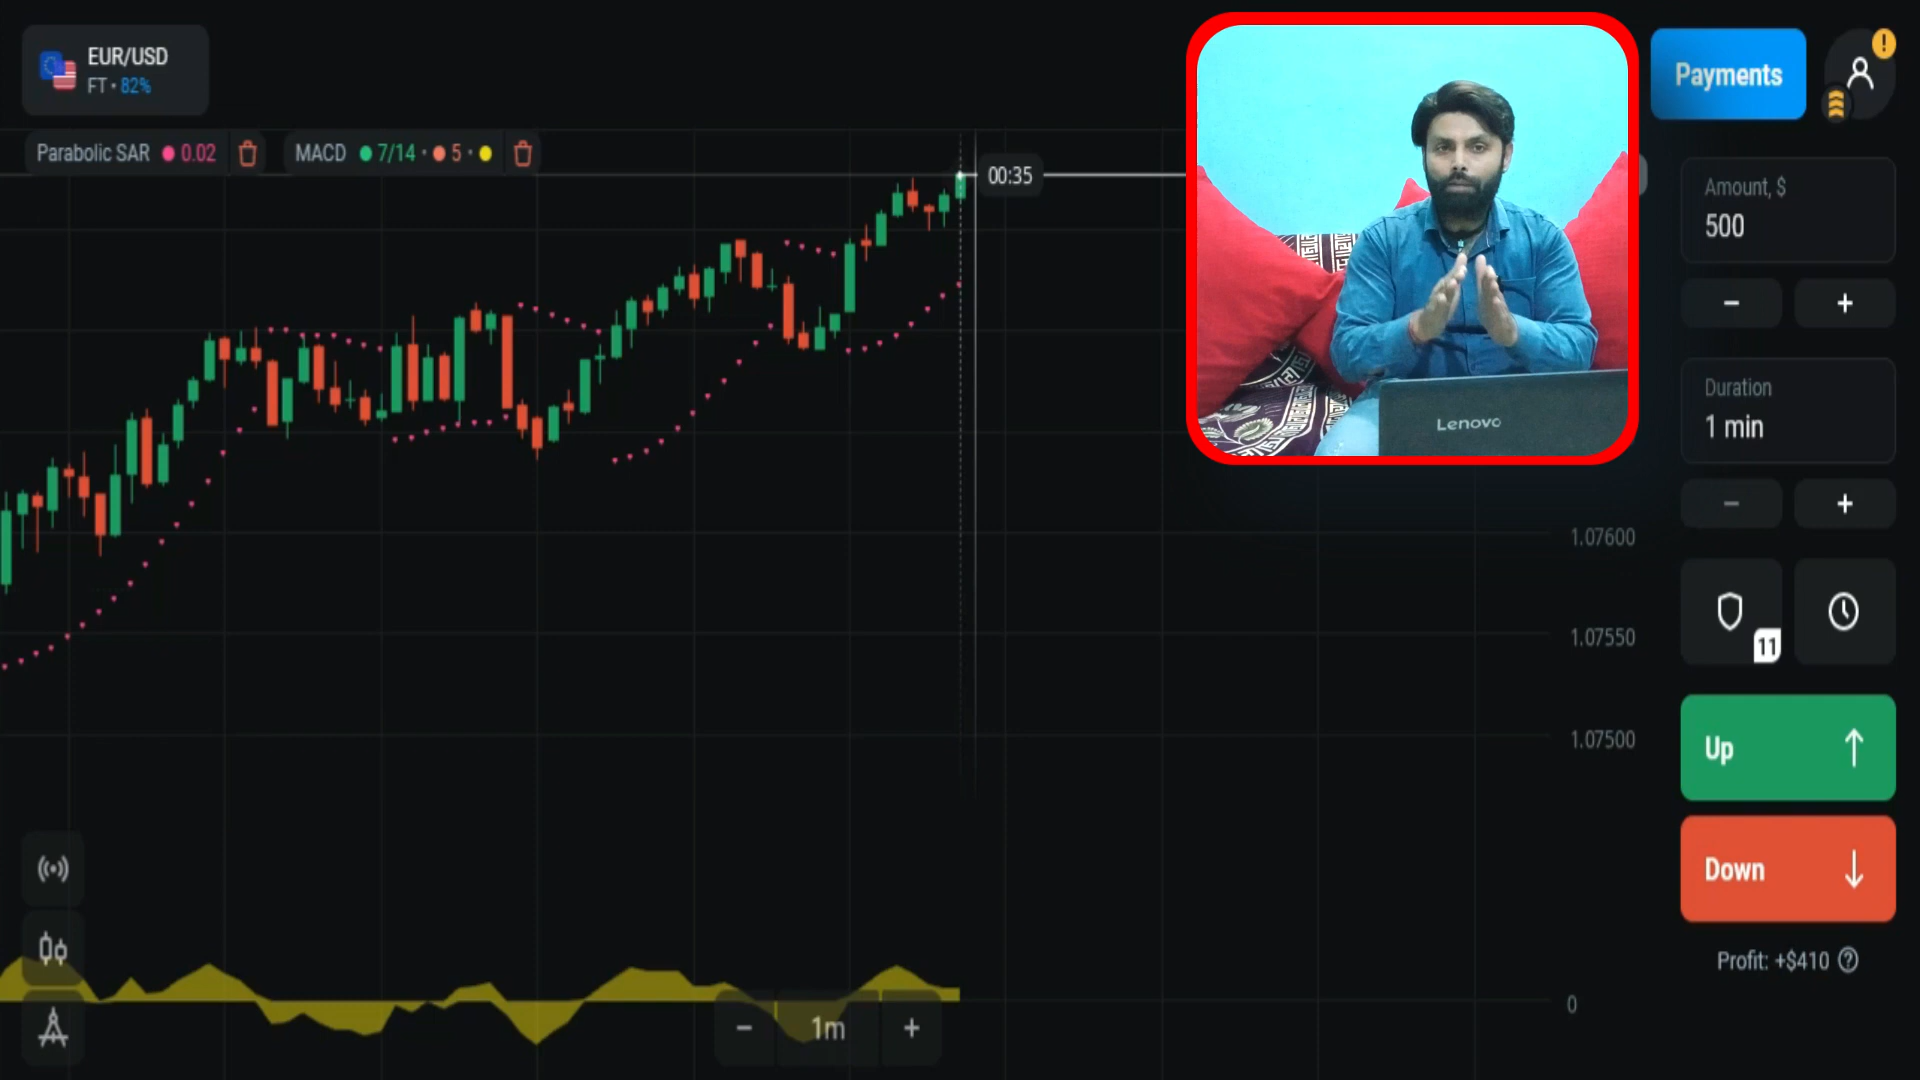 EUR/USD
FT • 82%
Payments
!
Parabolic SAR • 0.02
MACD • 7/14 • • 5 • •
00:35
Amount, $
500
− +
Duration
1 min
− +
Lenovo
1.07600
1.07550
1.07500
11
Up
Down
Profit: +$410 ?
0
− 1m +